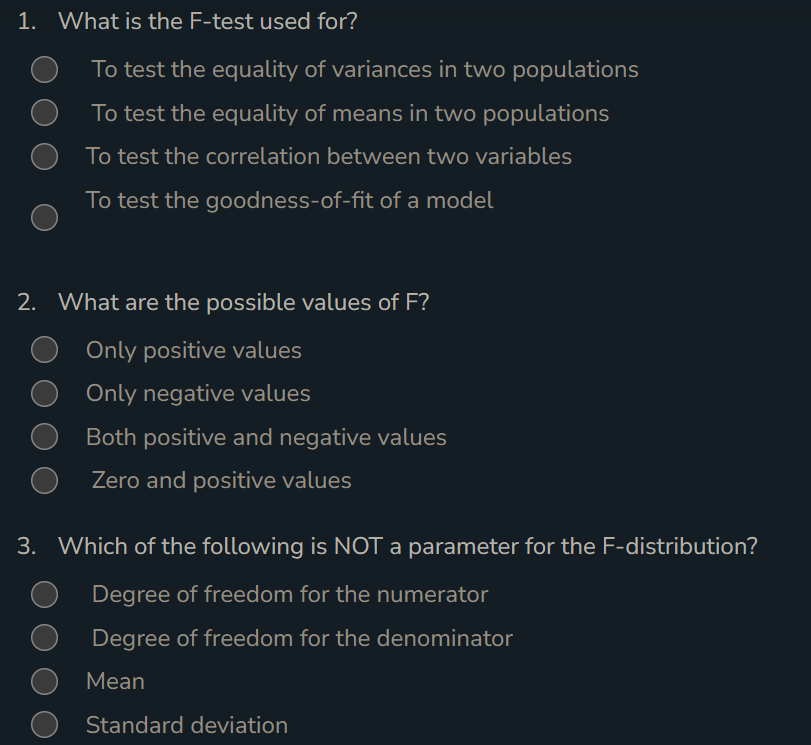 1. What is the F-test used for?
To test the equality of variances in two populations
To test the equality of means in two populations
To test the correlation between two variables
To test the goodness-of-fit of a model
2. What are the possible values of F?
Only positive values
Only negative values
Both positive and negative values
Zero and positive values
3. Which of the following is NOT a parameter for the F-distribution?
Degree of freedom for the numerator
Degree of freedom for the denominator
Mean
Standard deviation